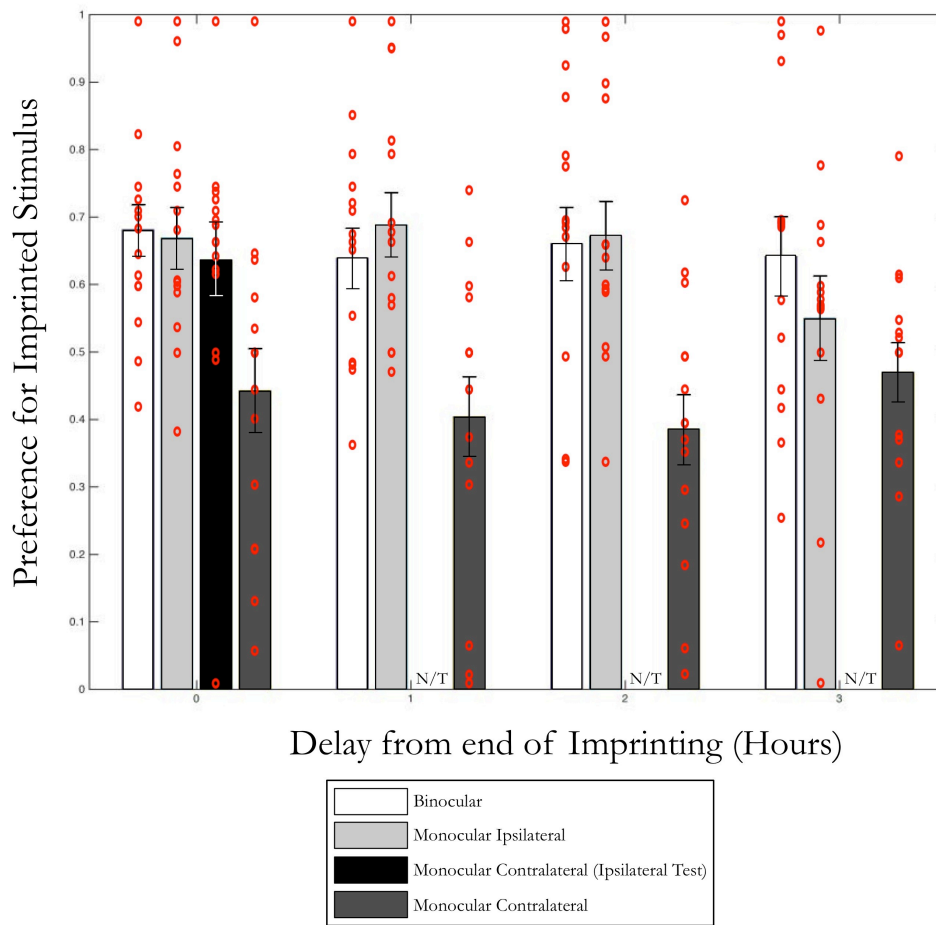 Preference for Imprinted Stimulus
1
0.9
0.8
0.7
0.6
0.5
0.4
0.3
0.2
0.1
0
N/T
N/T
N/T
0
1
2
3
Delay from end of Imprinting (Hours)
Binocular
Monocular Ipsilateral
Monocular Contralateral (Ipsilateral Test)
Monocular Contralateral